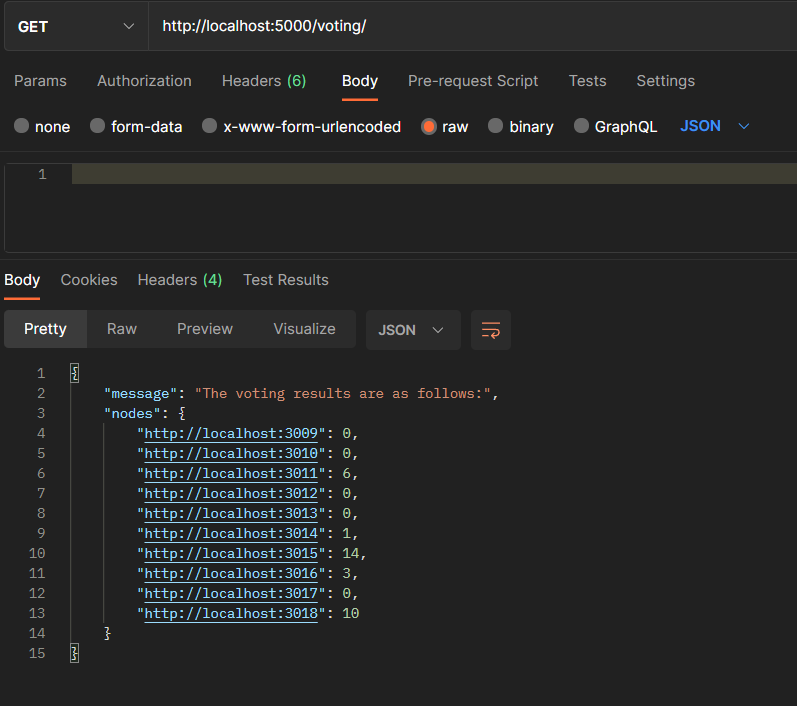 GET http://localhost:5000/voting/
Params Authorization Headers (6) Body Pre-request Script Tests Settings
none form-data x-www-form-urlencoded raw binary GraphQL JSON
1
Body Cookies Headers (4) Test Results
Pretty Raw Preview Visualize JSON
1 {
2 "message": "The voting results are as follows:",
3 "nodes": {
4 "http://localhost:3009": 0,
5 "http://localhost:3010": 0,
6 "http://localhost:3011": 6,
7 "http://localhost:3012": 0,
8 "http://localhost:3013": 0,
9 "http://localhost:3014": 1,
10 "http://localhost:3015": 14,
11 "http://localhost:3016": 3,
12 "http://localhost:3017": 0,
13 "http://localhost:3018": 10
14 }
15 }